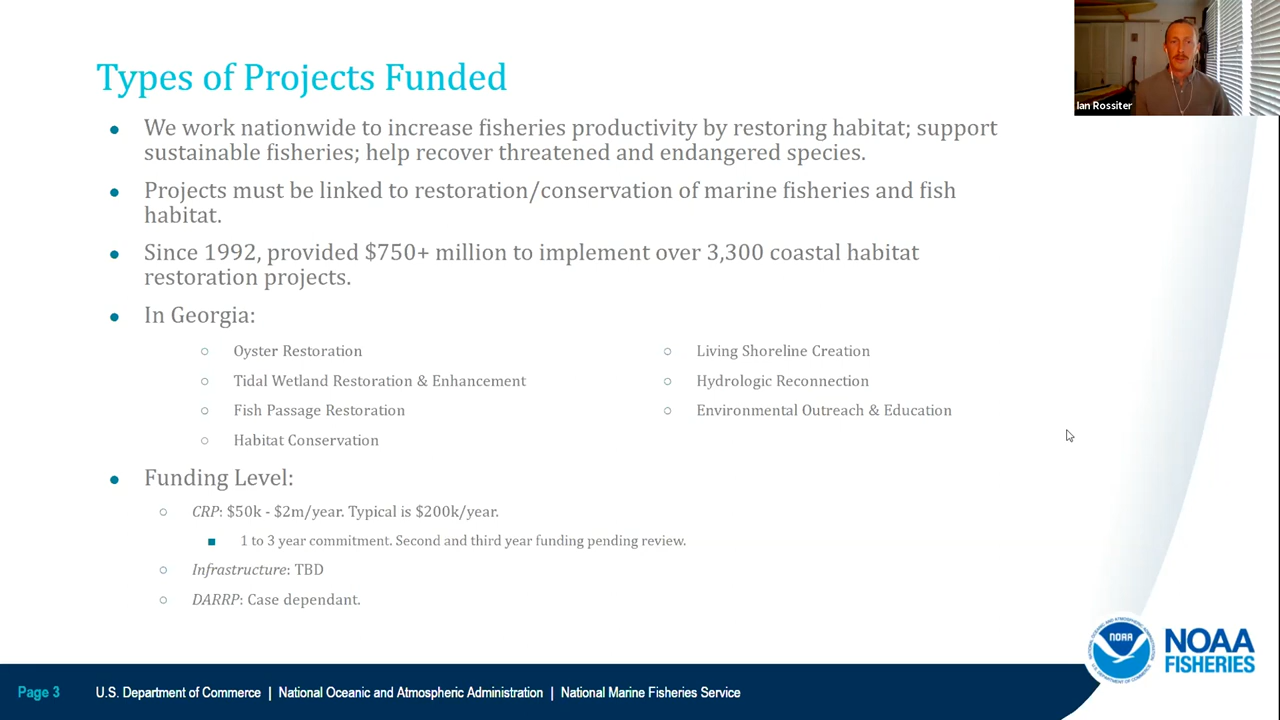 Types of Projects Funded
We work nationwide to increase fisheries productivity by restoring habitat; support
sustainable fisheries; help recover threatened and endangered species.
Projects must be linked to restoration/conservation of marine fisheries and fish
habitat.
Since 1992, provided $750+ million to implement over 3,300 coastal habitat
restoration projects.
In Georgia:
Oyster Restoration
Tidal Wetland Restoration & Enhancement
Fish Passage Restoration
Habitat Conservation
Living Shoreline Creation
Hydrologic Reconnection
Environmental Outreach & Education
Funding Level:
CRP: $50k - $2m/year. Typical is $200k/year.
1 to 3 year commitment. Second and third year funding pending review.
Infrastructure: TBD
DARRP: Case dependant.
Ian Rossiter
NOAA
NOAA
FISHERIES
Page 3
U.S. Department of Commerce | National Oceanic and Atmospheric Administration | National Marine Fisheries Service